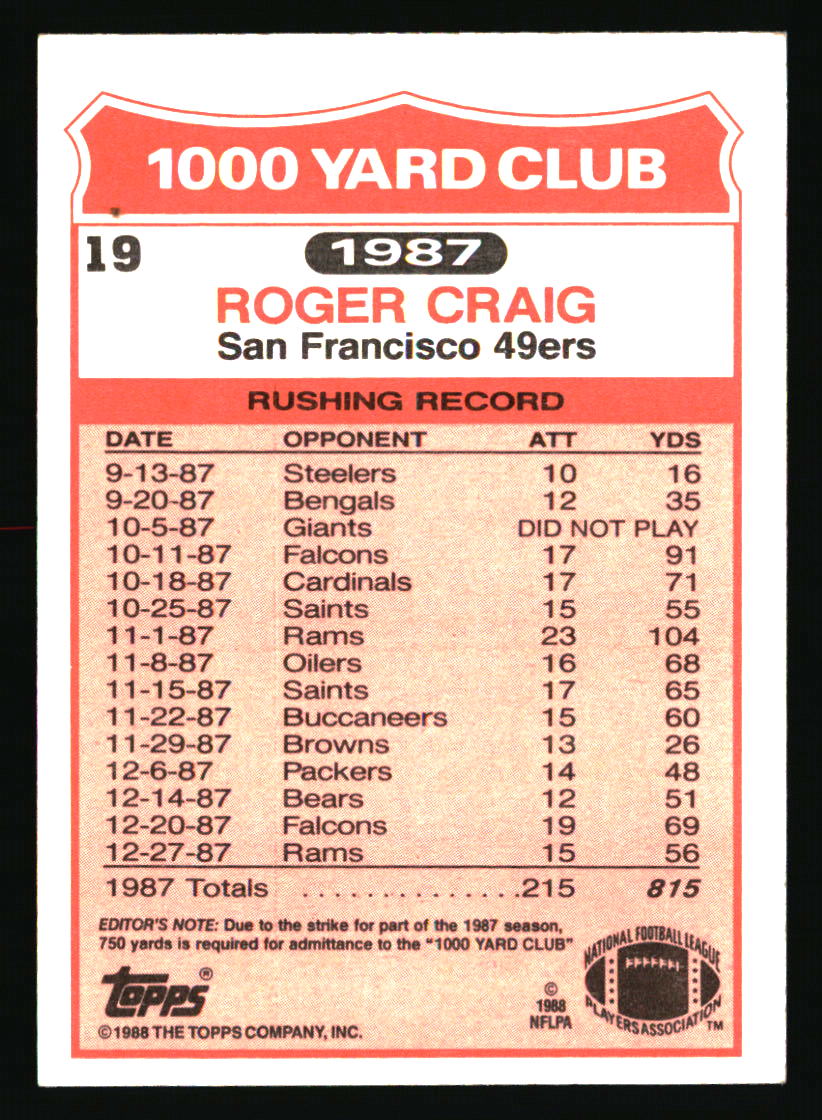 1000 YARD CLUB
19
1987
ROGER CRAIG
San Francisco 49ers
RUSHING RECORD
DATE OPPONENT ATT YDS
9-13-87 Steelers 10 16
9-20-87 Bengals 12 35
10-5-87 Giants DID NOT PLAY
10-11-87 Falcons 17 91
10-18-87 Cardinals 17 71
10-25-87 Saints 15 55
11-1-87 Rams 23 104
11-8-87 Oilers 16 68
11-15-87 Saints 17 65
11-22-87 Buccaneers 15 60
11-29-87 Browns 13 26
12-6-87 Packers 14 48
12-14-87 Bears 12 51
12-20-87 Falcons 19 69
12-27-87 Rams 15 56
1987 Totals . . . . . . . . . . . . . . .215 815
EDITOR'S NOTE: Due to the strike for part of the 1987 season,
750 yards is required for admittance to the "1000 YARD CLUB"
topps®
©1988 THE TOPPS COMPANY, INC.
©
1988
NFLPA
NATIONAL FOOTBALL LEAGUE
PLAYERS ASSOCIATION TM